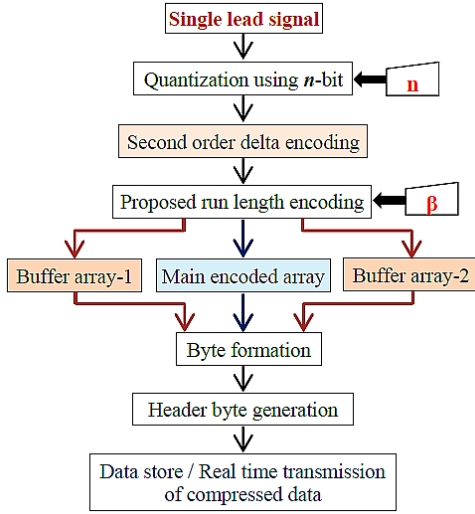 Single lead signal
Quantization using n-bit
n
Second order delta encoding
Proposed run length encoding
β
Buffer array-1
Main encoded array
Buffer array-2
Byte formation
Header byte generation
Data store / Real time transmission
of compressed data